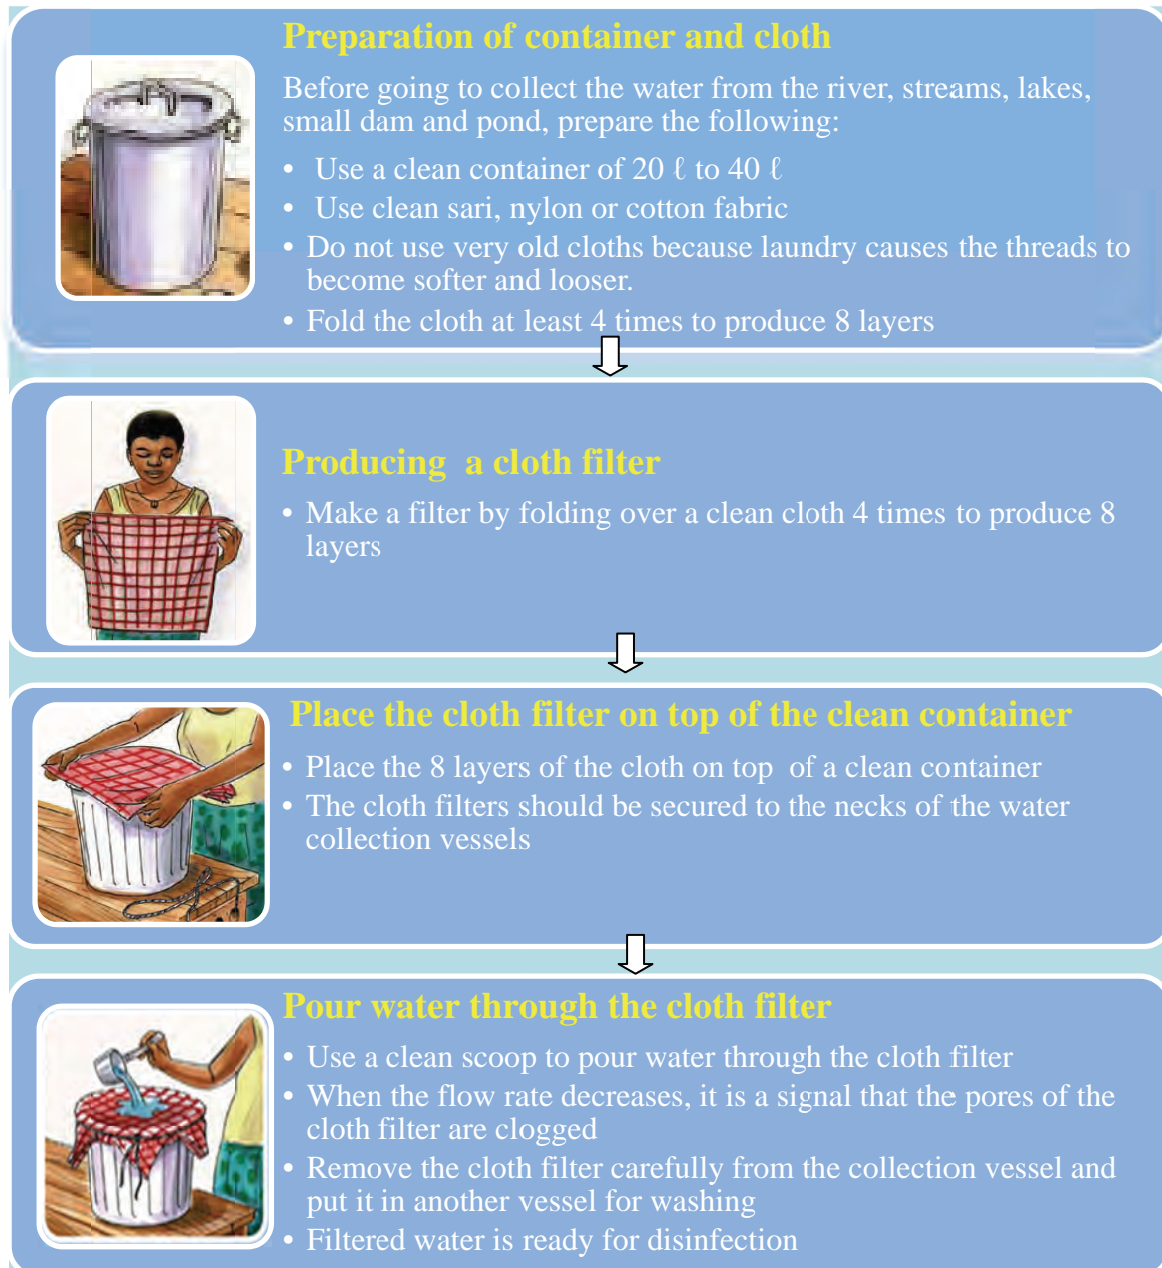 Preparation of container and cloth
Before going to collect the water from the river, streams, lakes,
small dam and pond, prepare the following:
• Use a clean container of 20 ℓ to 40 ℓ
• Use clean sari, nylon or cotton fabric
• Do not use very old cloths because laundry causes the threads to
become softer and looser.
• Fold the cloth at least 4 times to produce 8 layers
Producing a cloth filter
• Make a filter by folding over a clean cloth 4 times to produce 8
layers
Place the cloth filter on top of the clean container
• Place the 8 layers of the cloth on top of a clean container
• The cloth filters should be secured to the necks of the water
collection vessels
Pour water through the cloth filter
• Use a clean scoop to pour water through the cloth filter
• When the flow rate decreases, it is a signal that the pores of the
cloth filter are clogged
• Remove the cloth filter carefully from the collection vessel and
put it in another vessel for washing
• Filtered water is ready for disinfection